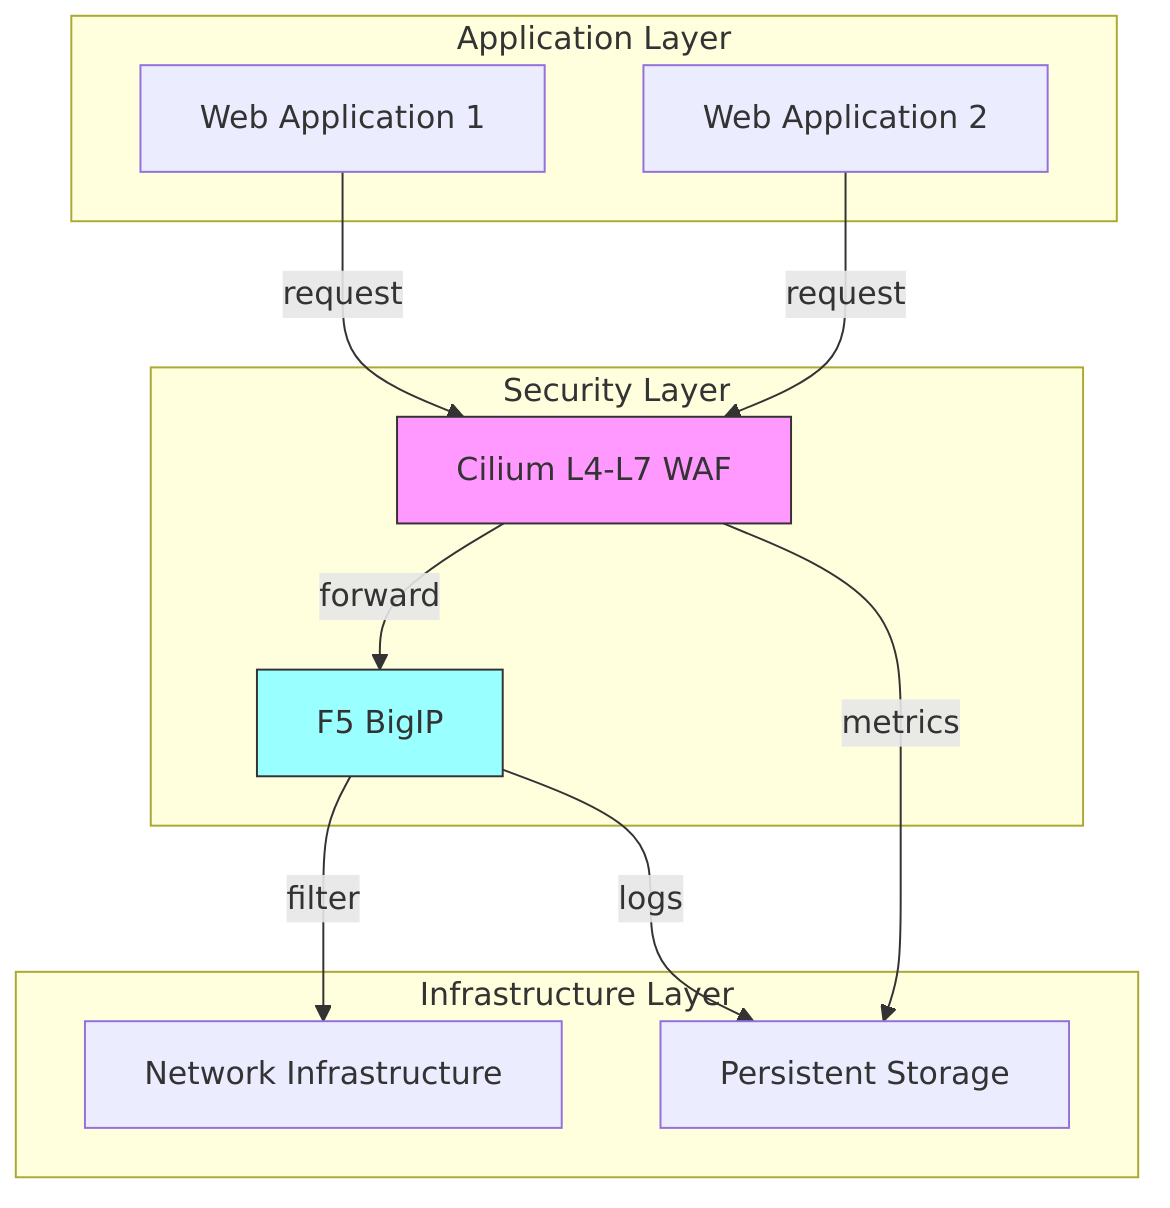 Application Layer
Web Application 1
Web Application 2
request
request
Security Layer
Cilium L4-L7 WAF
forward
F5 BigIP
metrics
filter
logs
Infrastructure Layer
Network Infrastructure
Persistent Storage